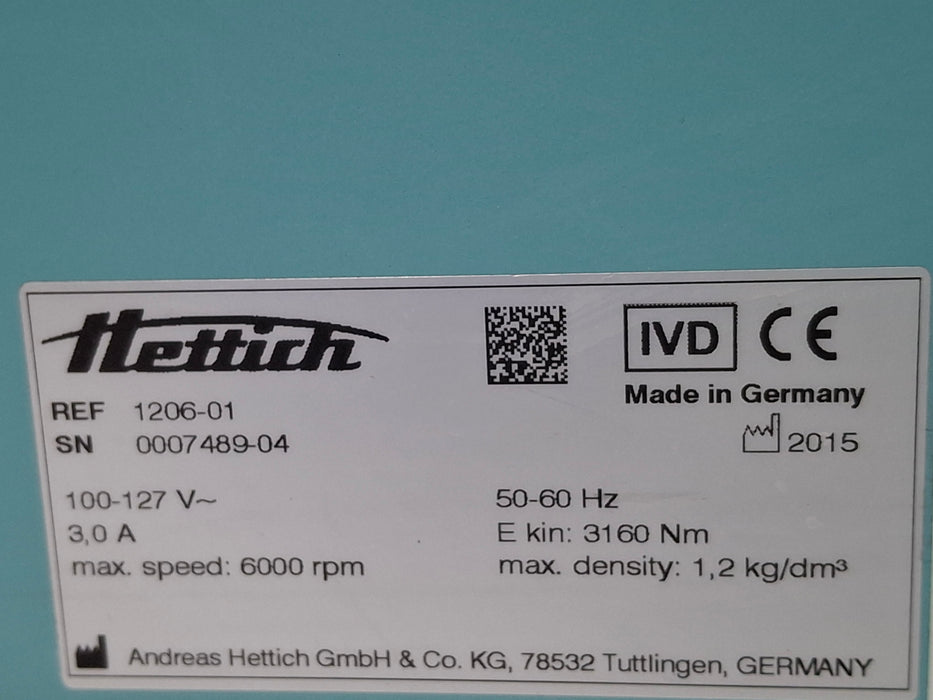 Hettich
IVD CE
Made in Germany
REF 1206-01
SN 0007489-04
2015
100-127 V~
50-60 Hz
3,0 A
E kin: 3160 Nm
max. speed: 6000 rpm
max. density: 1,2 kg/dm³
Andreas Hettich GmbH & Co. KG, 78532 Tuttlingen, GERMANY